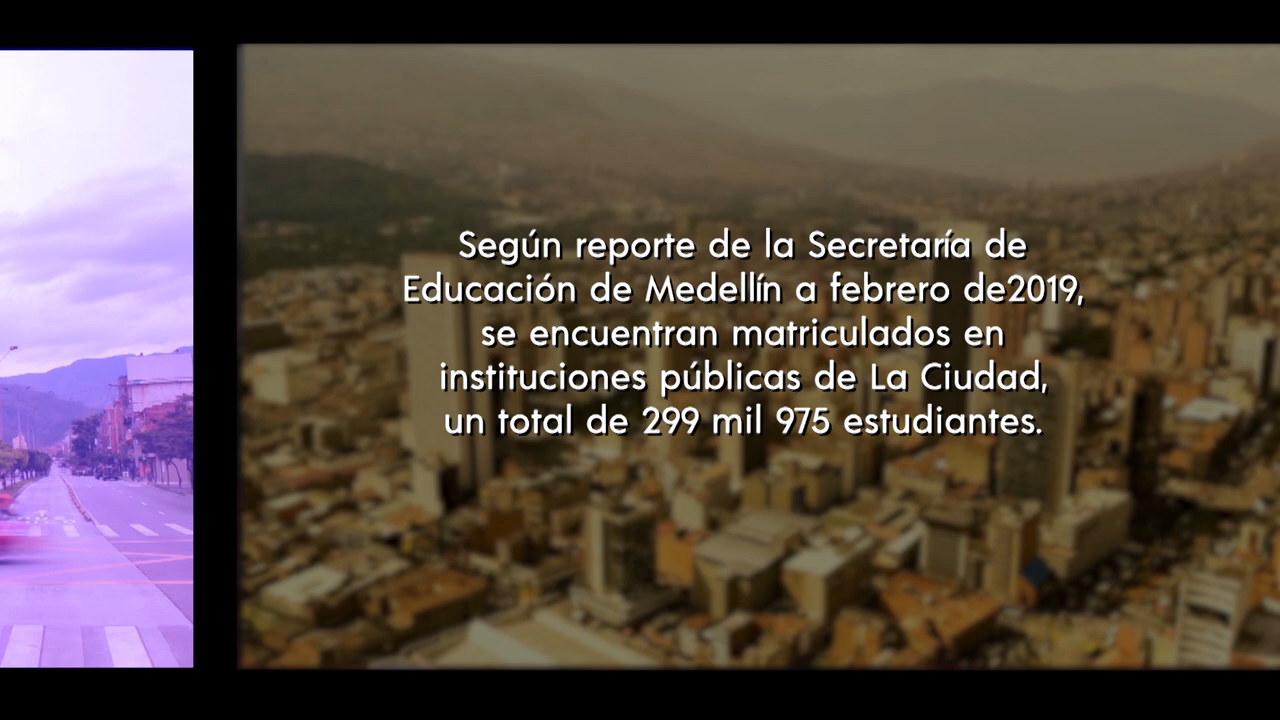 Según reporte de la Secretaría de
Educación de Medellín a febrero de2019,
se encuentran matriculados en
instituciones públicas de La Ciudad,
un total de 299 mil 975 estudiantes.